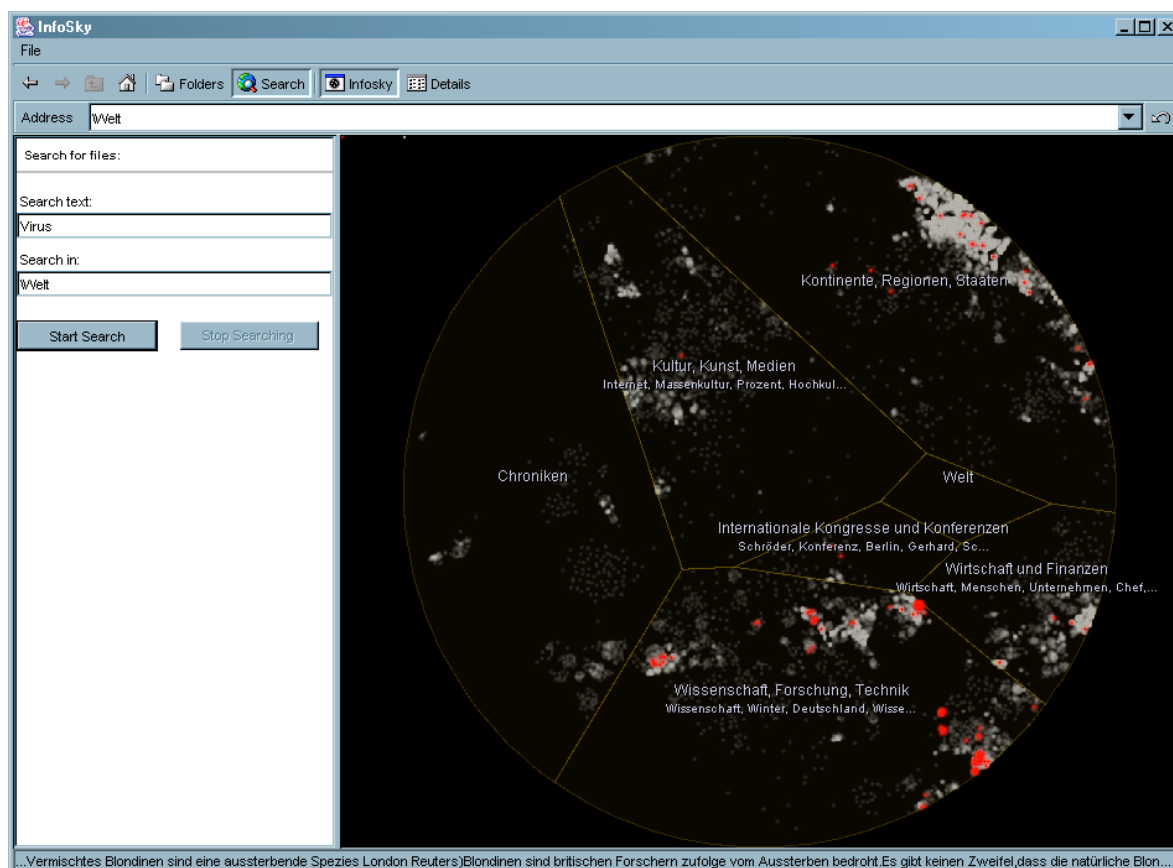 InfoSky
File
Folders Search Infosky Details
Address \Welt
Search for files:
Search text:
Virus
Search in:
\Welt
Start Search Stop Searching
Kontinente, Regionen, Staaten
Kultur, Kunst, Medien
Internet, Massenkultur, Prozent, Hochkul...
Chroniken
Welt
Internationale Kongresse und Konferenzen
Schröder, Konferenz, Berlin, Gerhard, Sc...
Wirtschaft und Finanzen
Wirtschaft, Menschen, Unternehmen, Chef,...
Wissenschaft, Forschung, Technik
Wissenschaft, Winter, Deutschland, Wisse...
...Vermischtes Blondinen sind eine aussterbende Spezies London Reuters)Blondinen sind britischen Forschern zufolge vom Aussterben bedroht.Es gibt keinen Zweifel,dass die natürliche Blon...